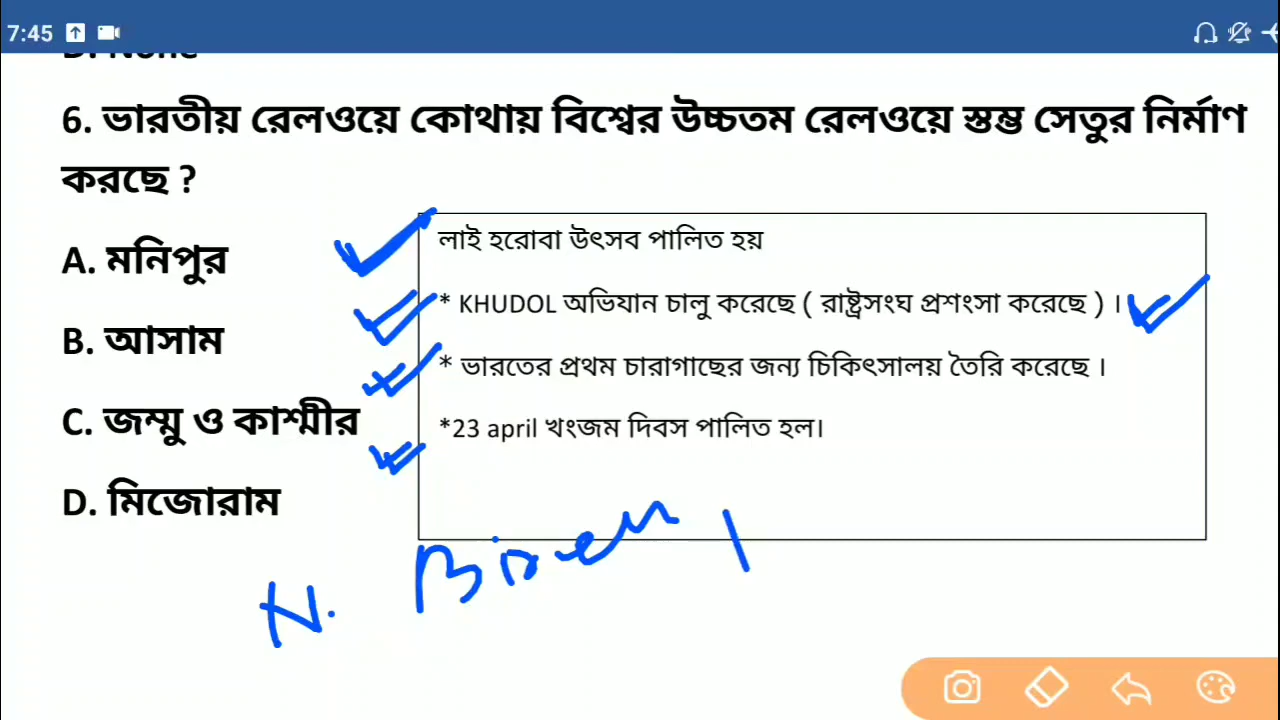 7:45
D. None
6. ভারতীয় রেলওয়ে কোথায় বিশ্বের উচ্চতম রেলওয়ে স্তম্ভ সেতুর নির্মাণ
করছে ?
A. মনিপুর
B. আসাম
C. জম্মু ও কাশ্মীর
D. মিজোরাম
লাই হরোবা উৎসব পালিত হয়
* KHUDOL অভিযান চালু করেছে ( রাষ্ট্রসংঘ প্রশংসা করেছে ) ।
* ভারতের প্রথম চারাগাছের জন্য চিকিৎসালয় তৈরি করেছে ।
*23 april খংজম দিবস পালিত হল।
N. Biren